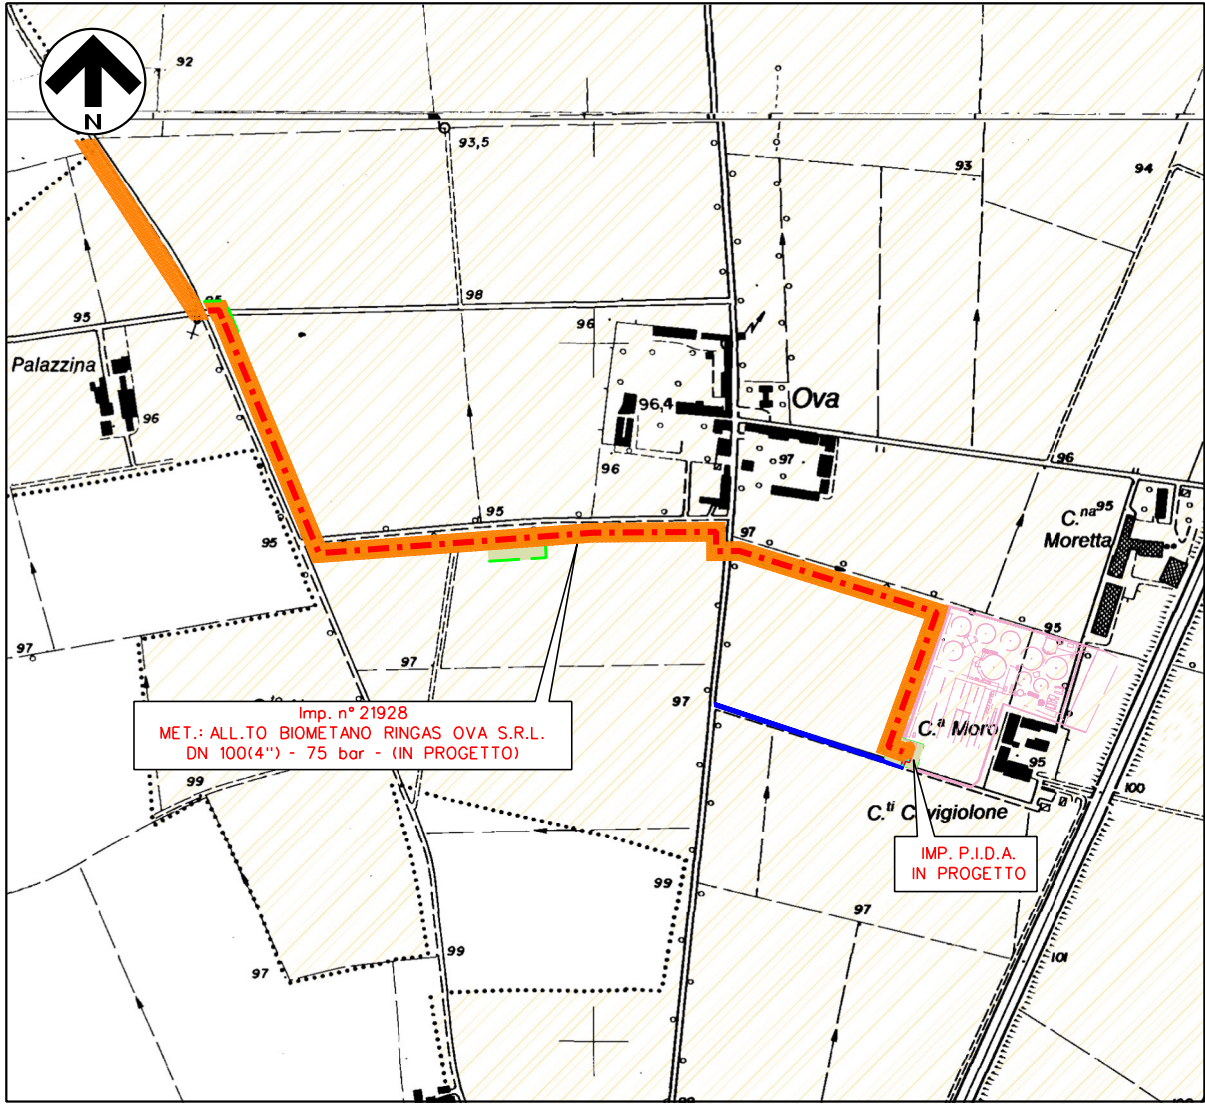 92
N
93,5
93
94
95
98
95
96
Palazzina
96
96,4
Ova
96
97
96
95
C.na 95
Moretta
95
97
95
97
97
97
Imp. n° 21928
MET.: ALL.TO BIOMETANO RINGAS OVA S.R.L.
DN 100(4") - 75 bar - (IN PROGETTO)
C.a Moro
95
99
100
C.ti C vigiolone
IMP. P.I.D.A.
IN PROGETTO
99
97
99
97
101